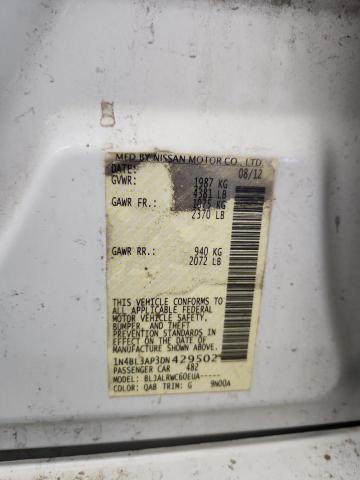 MFD BY NISSAN MOTOR CO., LTD.
DATE: 08/12
GVWR: 1987 KG
4381 LB
GAWR FR.: 1075 KG
2370 LB
GAWR RR.: 940 KG
2072 LB
THIS VEHICLE CONFORMS TO
ALL APPLICABLE FEDERAL
MOTOR VEHICLE SAFETY,
BUMPER, AND THEFT
PREVENTION STANDARDS
IN EFFECT ON THE DATE OF
MANUFACTURE SHOWN ABOVE.
1N4BL3AP3DN429502
PASSENGER CAR 482
MODEL: BLJALRWC60EUA-----
COLOR: QAB TRIM: G 9N00A